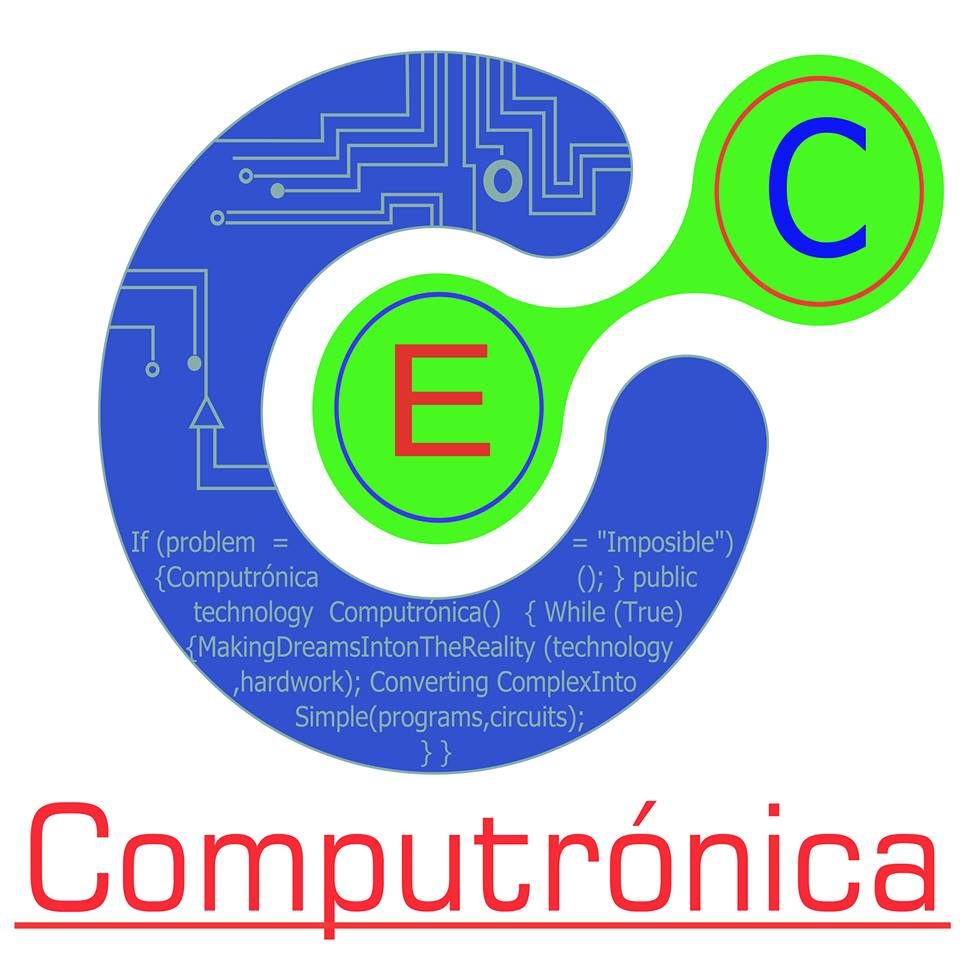 C
E
If (problem = = "Imposible")
{Computrónica (); } public
technology Computrónica() { While (True)
{MakingDreamsIntonTheReality (technology
,hardwork); Converting ComplexInto
Simple(programs,circuits);
} }
Computrónica